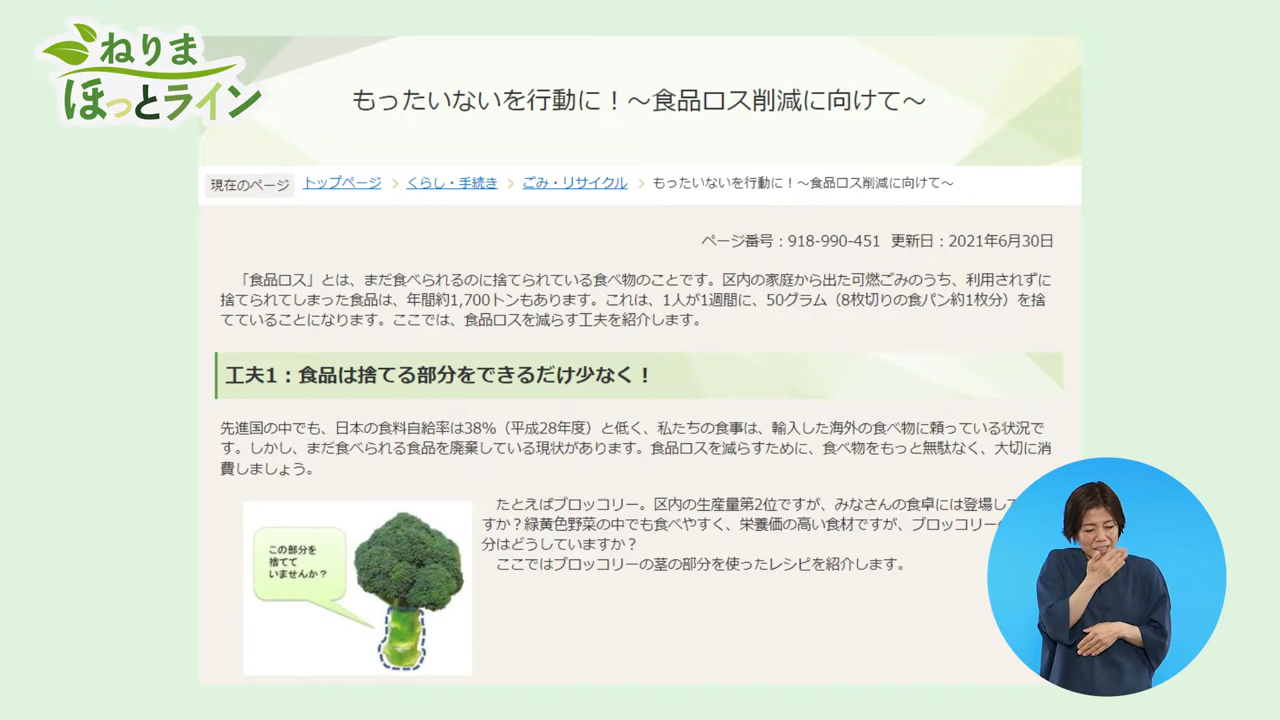 ねりま
ほっとライン
もったいないを行動に！～食品ロス削減に向けて～
現在のページ トップページ くらし・手続き ごみ・リサイクル もったいないを行動に！～食品ロス削減に向けて～
ページ番号：918-990-451 更新日：2021年6月30日
「食品ロス」とは、まだ食べられるのに捨てられている食べ物のことです。区内の家庭から出た可燃ごみのうち、利用されずに
捨てられてしまった食品は、年間約1,700トンもあります。これは、1人が1週間に、50グラム（8枚切りの食パン約1枚分）を捨
てていることになります。ここでは、食品ロスを減らす工夫を紹介します。
工夫1：食品は捨てる部分をできるだけ少なく！
先進国の中でも、日本の食料自給率は38%（平成28年度）と低く、私たちの食事は、輸入した海外の食べ物に頼っている状況で
す。しかし、まだ食べられる食品を廃棄している現状があります。食品ロスを減らすために、食べ物をもっと無駄なく、大切に消
費しましょう。
この部分を
捨てて
いませんか？
たとえばブロッコリー。区内の生産量第2位ですが、みなさんの食卓には登場して
すか？緑黄色野菜の中でも食べやすく、栄養価の高い食材ですが、ブロッコリーの
分はどうしていますか？
ここではブロッコリーの茎の部分を使ったレシピを紹介します。